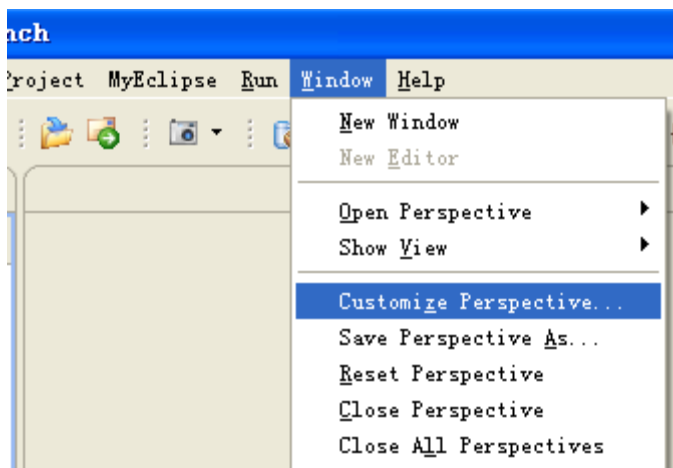 nch
Project MyEclipse Run Window Help
New Window
New Editor
Open Perspective
Show View
Customize Perspective...
Save Perspective As...
Reset Perspective
Close Perspective
Close All Perspectives